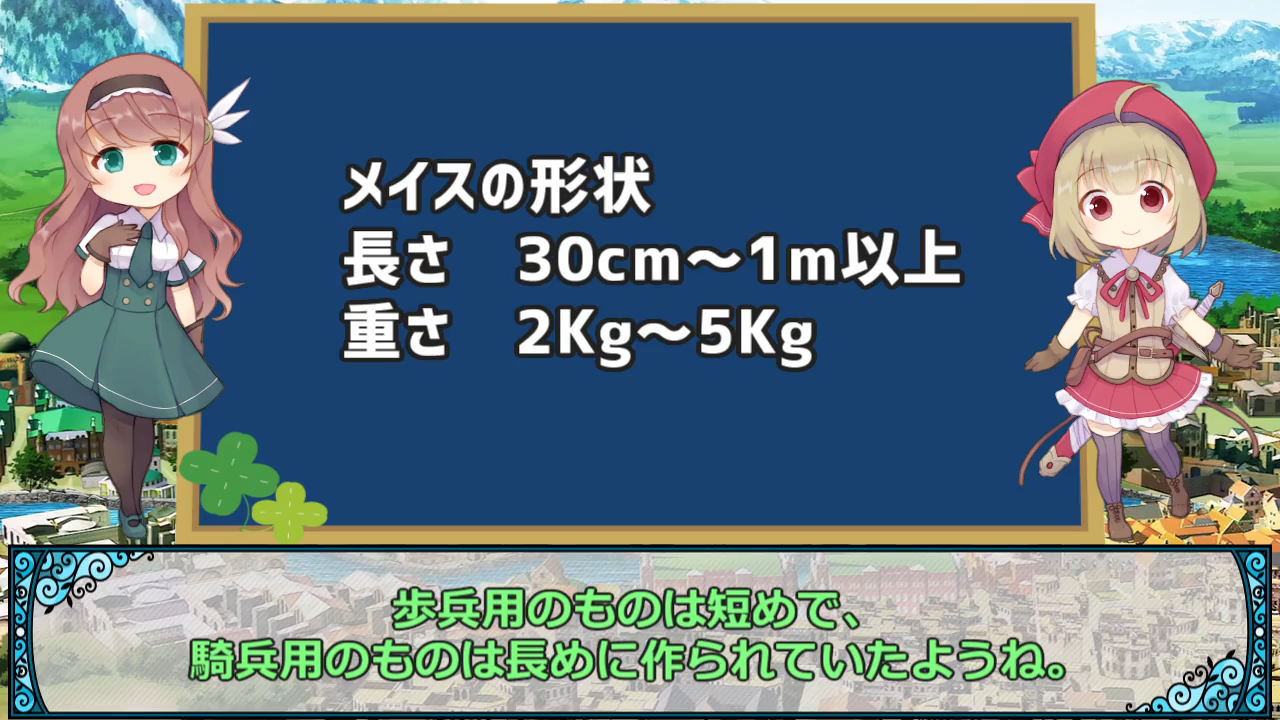 メイスの形状
長さ　30cm～1m以上
重さ　2Kg～5Kg
歩兵用のものは短めで、
騎兵用のものは長めに作られていたようね。